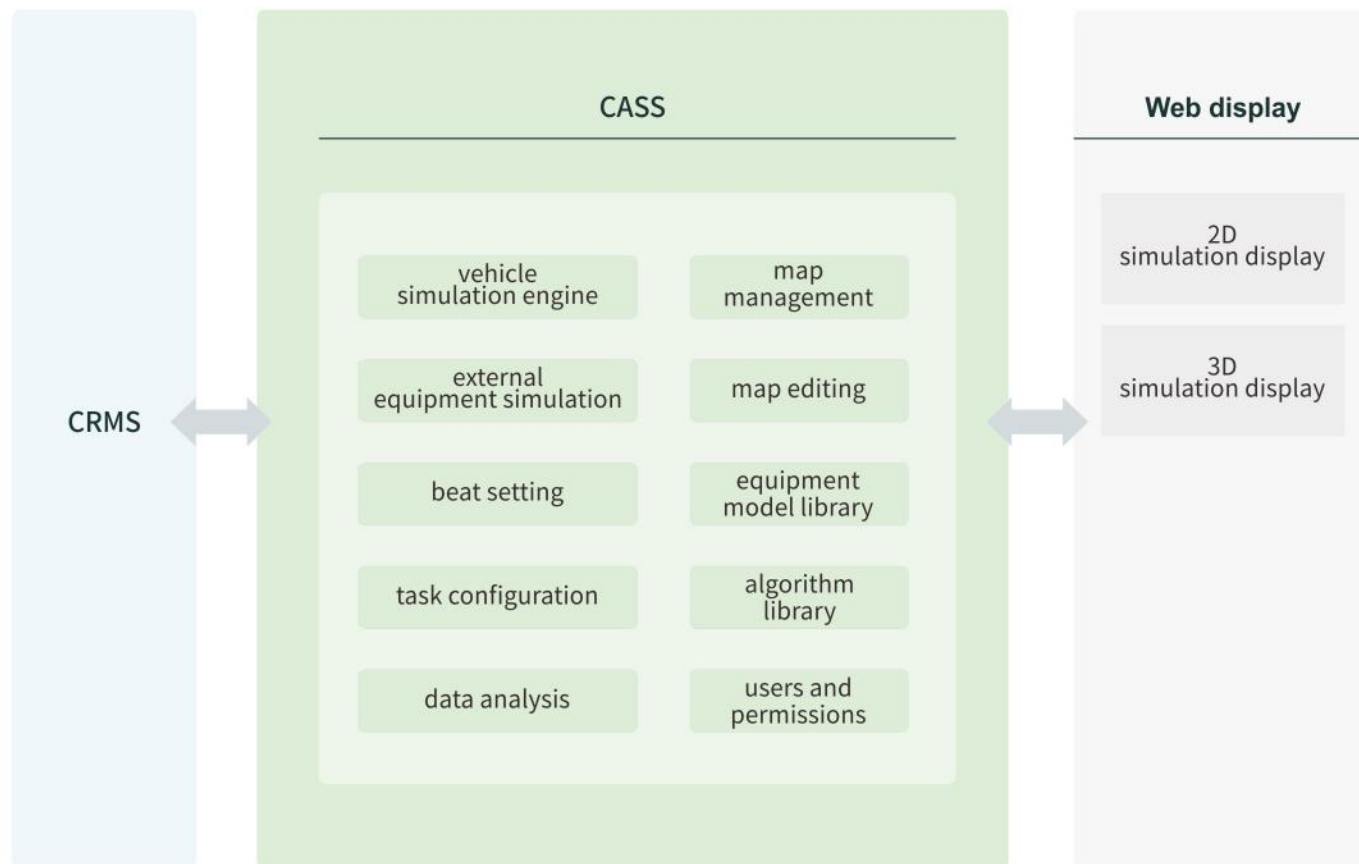 CRMS
CASS
vehicle
simulation engine
map
management
external
equipment simulation
map editing
beat setting
equipment
model library
task configuration
algorithm
library
data analysis
users and
permissions
Web display
2D
simulation display
3D
simulation display